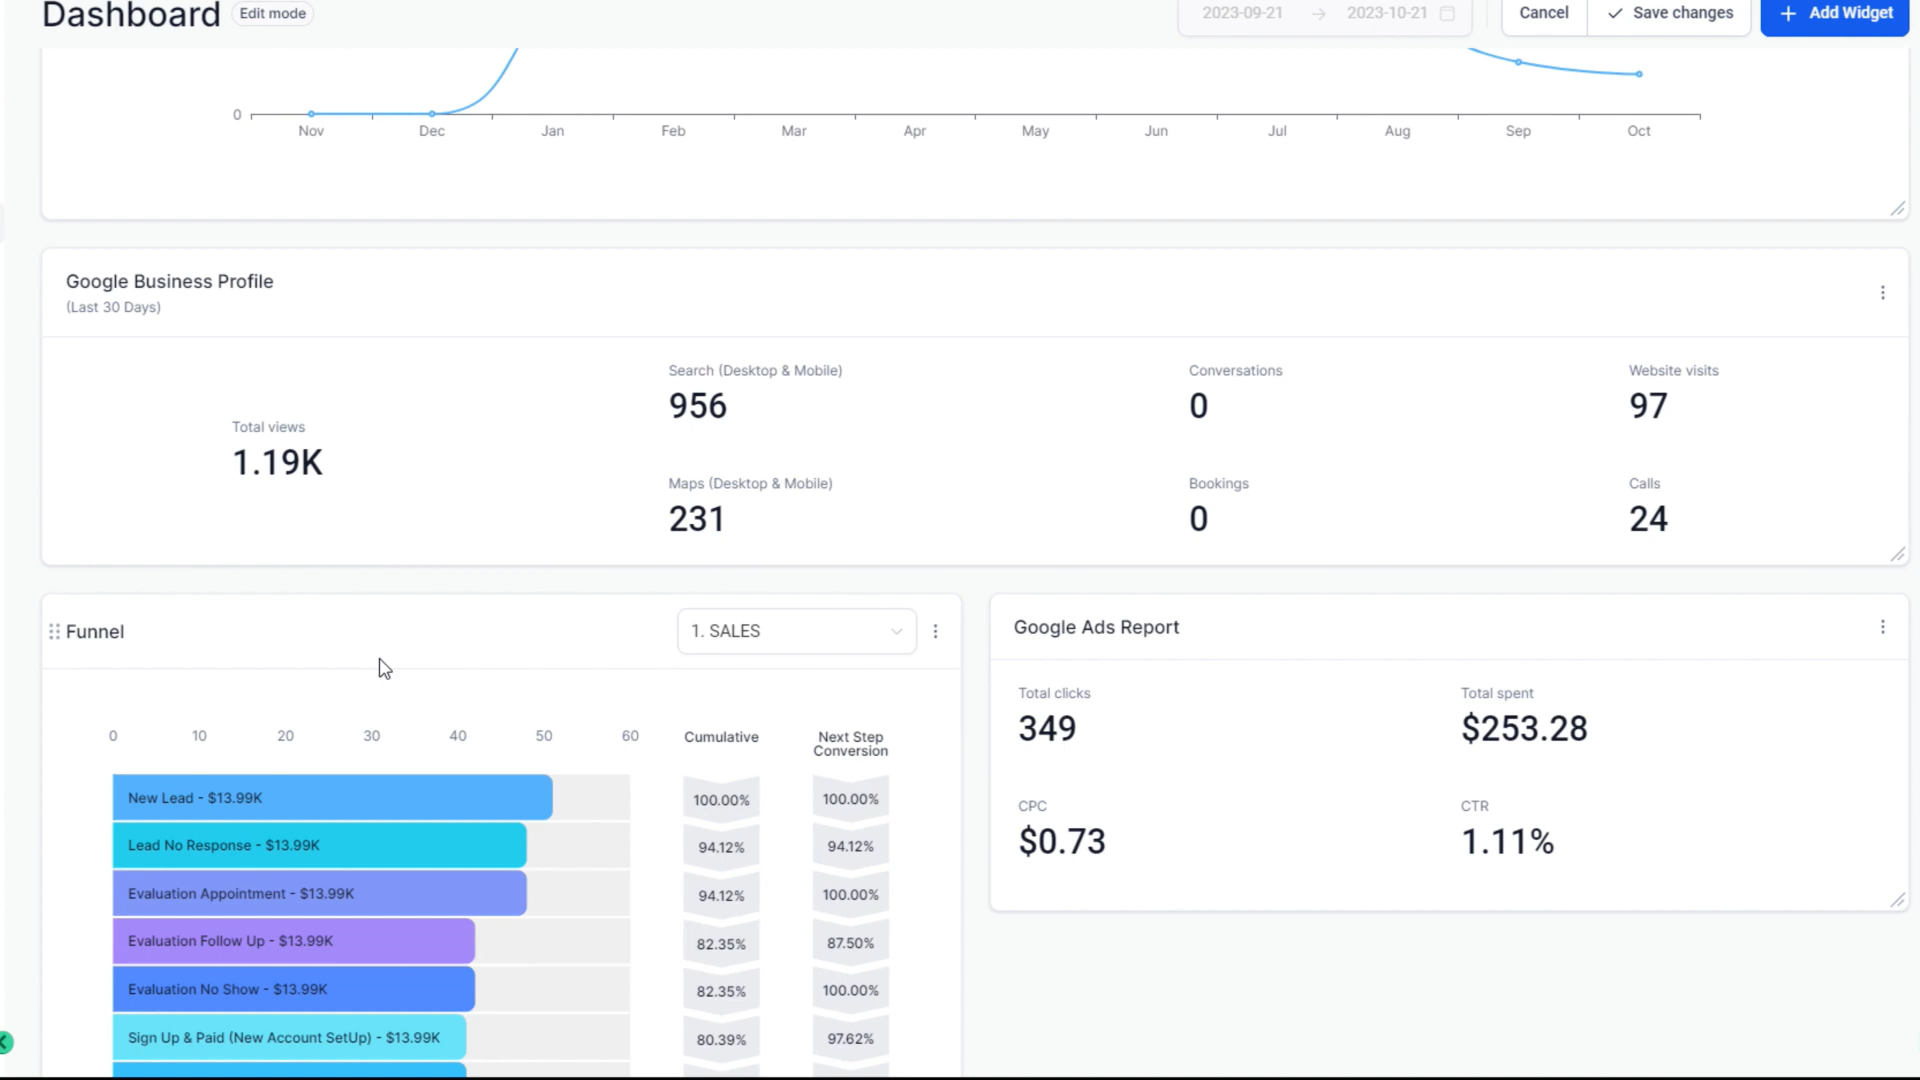 Dashboard Edit mode
2023-09-21 → 2023-10-21 Cancel Save changes + Add Widget
0
Nov Dec Jan Feb Mar Apr May Jun Jul Aug Sep Oct
Google Business Profile
(Last 30 Days)
Total views
1.19K
Search (Desktop & Mobile)
956
Maps (Desktop & Mobile)
231
Conversations
0
Bookings
0
Website visits
97
Calls
24
Funnel
1. SALES
0 10 20 30 40 50 60 Cumulative Next Step
Conversion
New Lead - $13.99K 100.00% 100.00%
Lead No Response - $13.99K 94.12% 94.12%
Evaluation Appointment - $13.99K 94.12% 100.00%
Evaluation Follow Up - $13.99K 82.35% 87.50%
Evaluation No Show - $13.99K 82.35% 100.00%
Sign Up & Paid (New Account SetUp) - $13.99K 80.39% 97.62%
Google Ads Report
Total clicks
349
Total spent
$253.28
CPC
$0.73
CTR
1.11%